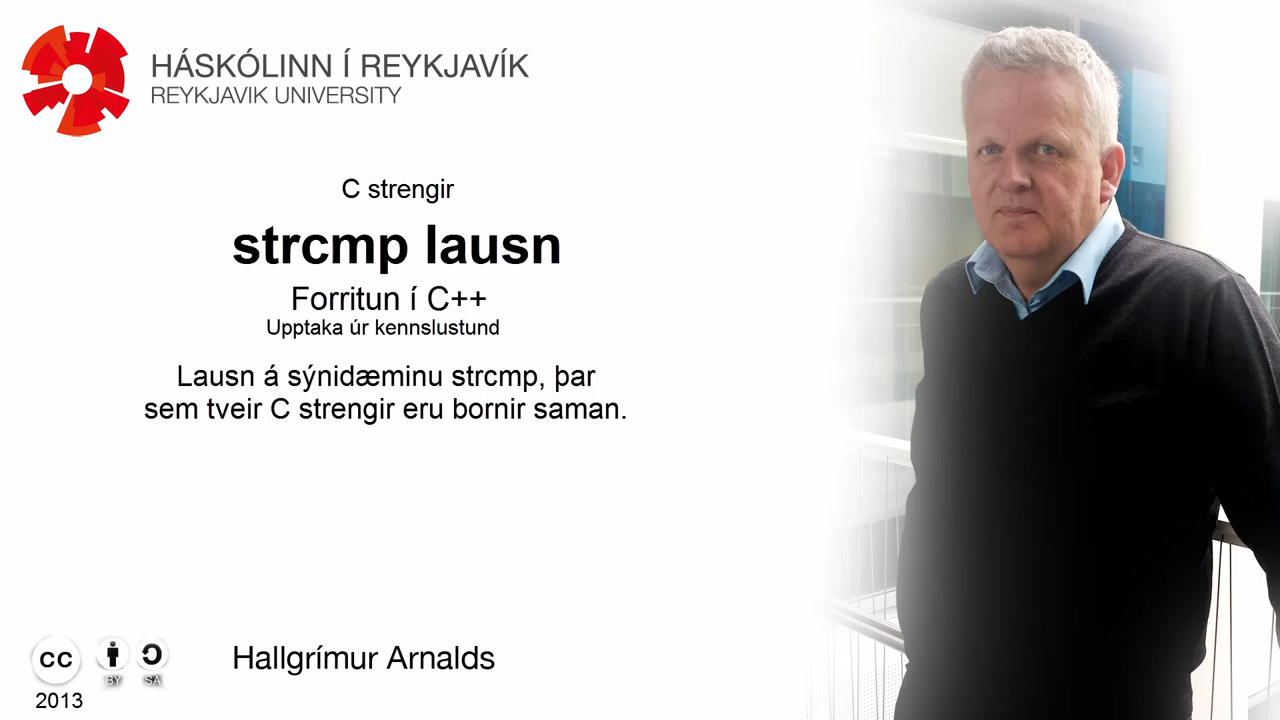 HÁSKÓLINN Í REYKJAVÍK
REYKJAVIK UNIVERSITY
C strengir
strcmp lausn
Forritun í C++
Upptaka úr kennslustund
Lausn á sýnidæminu strcmp, þar
sem tveir C strengir eru bornir saman.
cc
BY SA
2013
Hallgrímur Arnalds